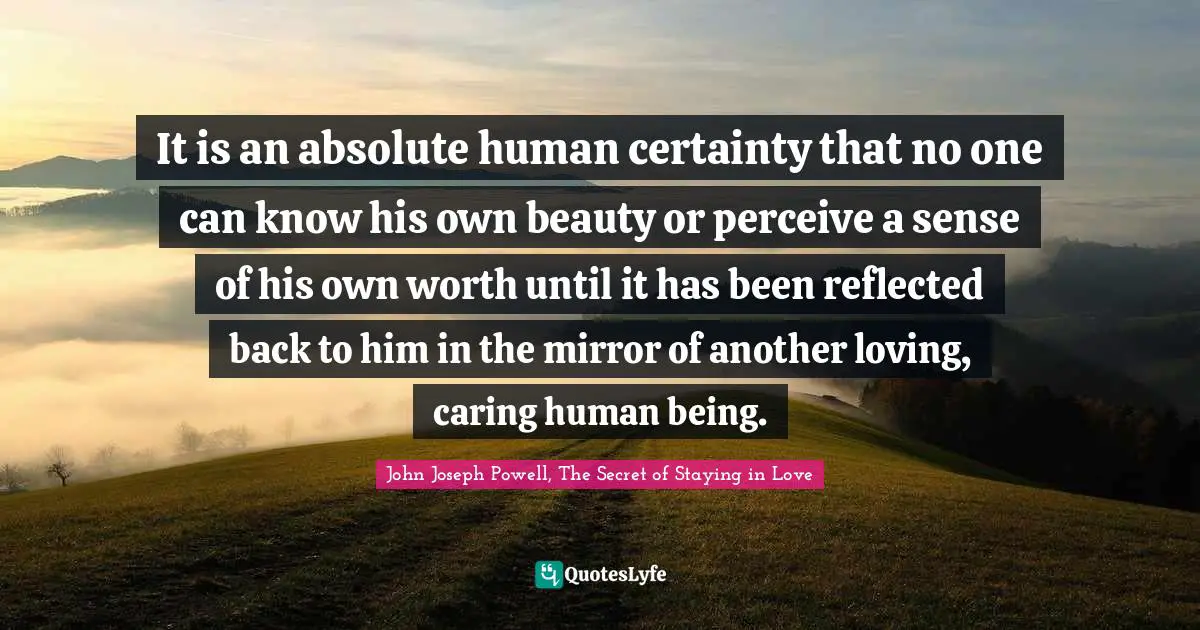 It is an absolute human certainty that no one
can know his own beauty or perceive a sense
of his own worth until it has been reflected
back to him in the mirror of another loving,
caring human being.
John Joseph Powell, The Secret of Staying in Love
QuotesLyfe